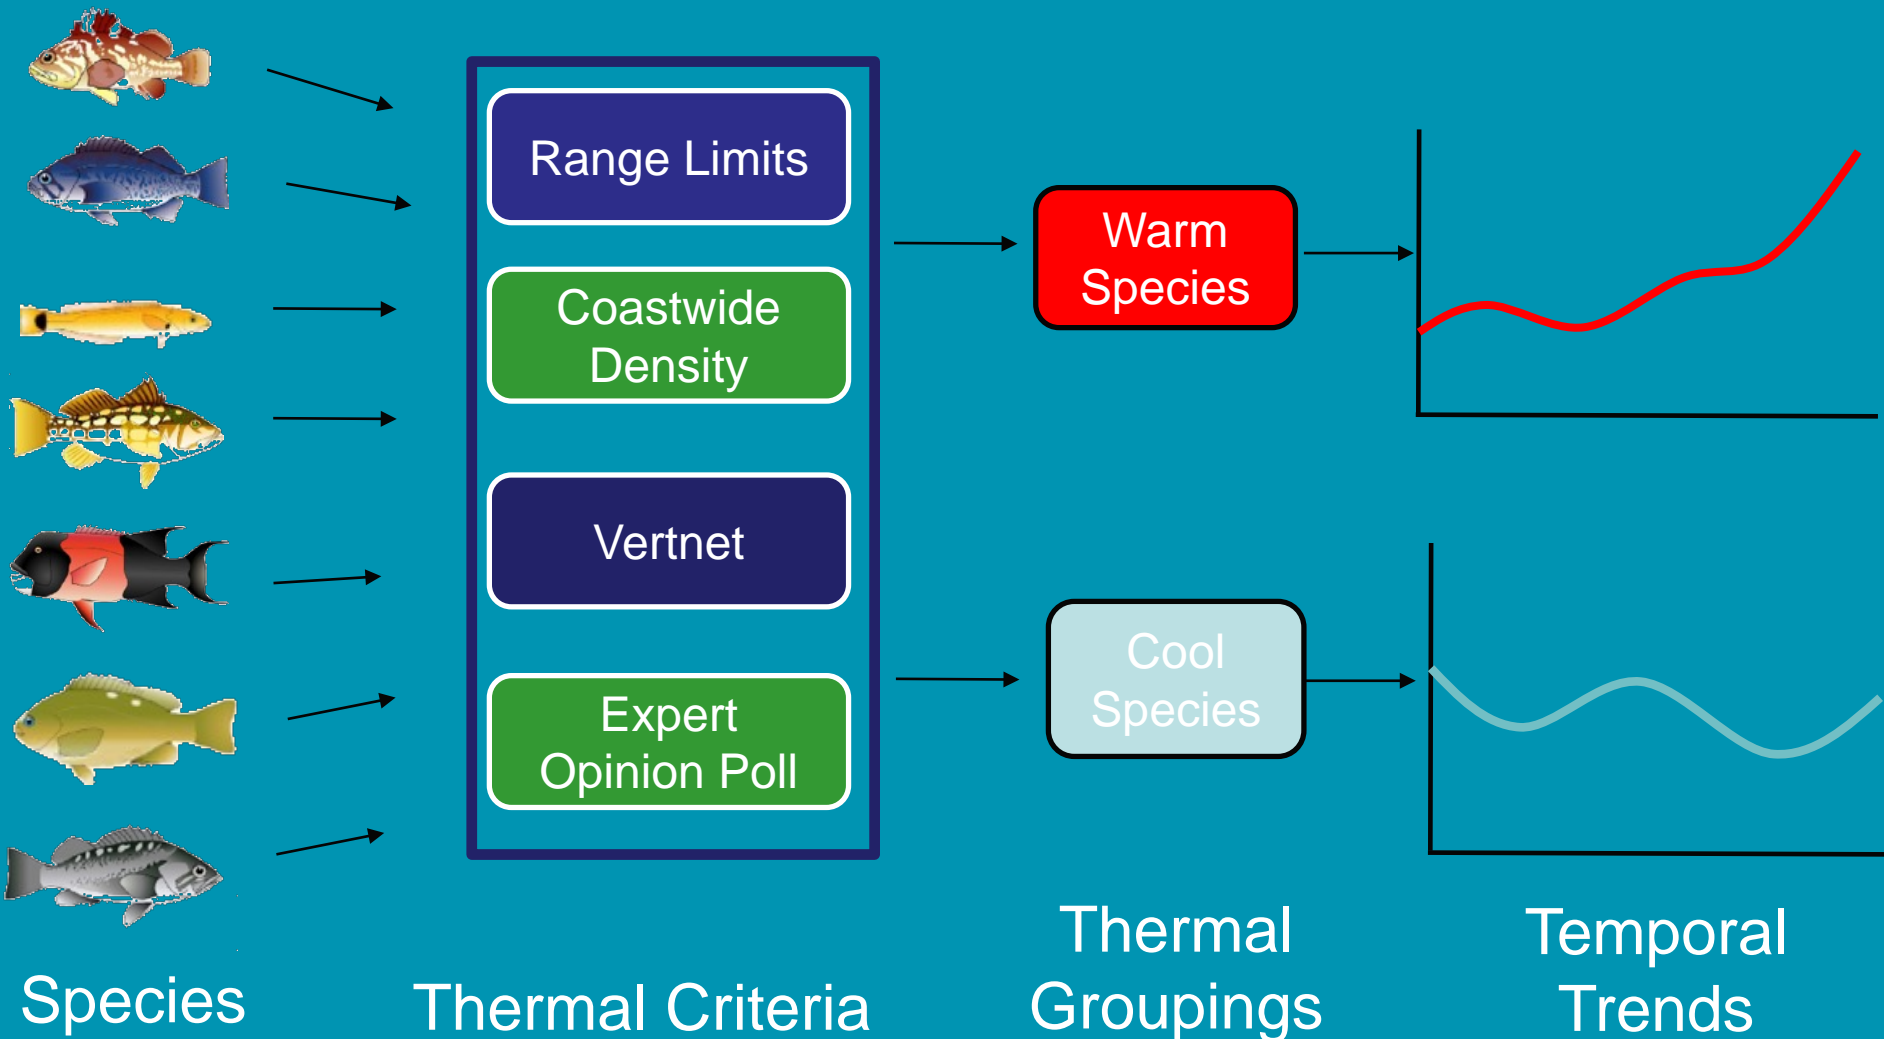 Range Limits
Coastwide
Density
Vertnet
Expert
Opinion Poll
Warm
Species
Cool
Species
Species
Thermal Criteria
Thermal
Groupings
Temporal
Trends